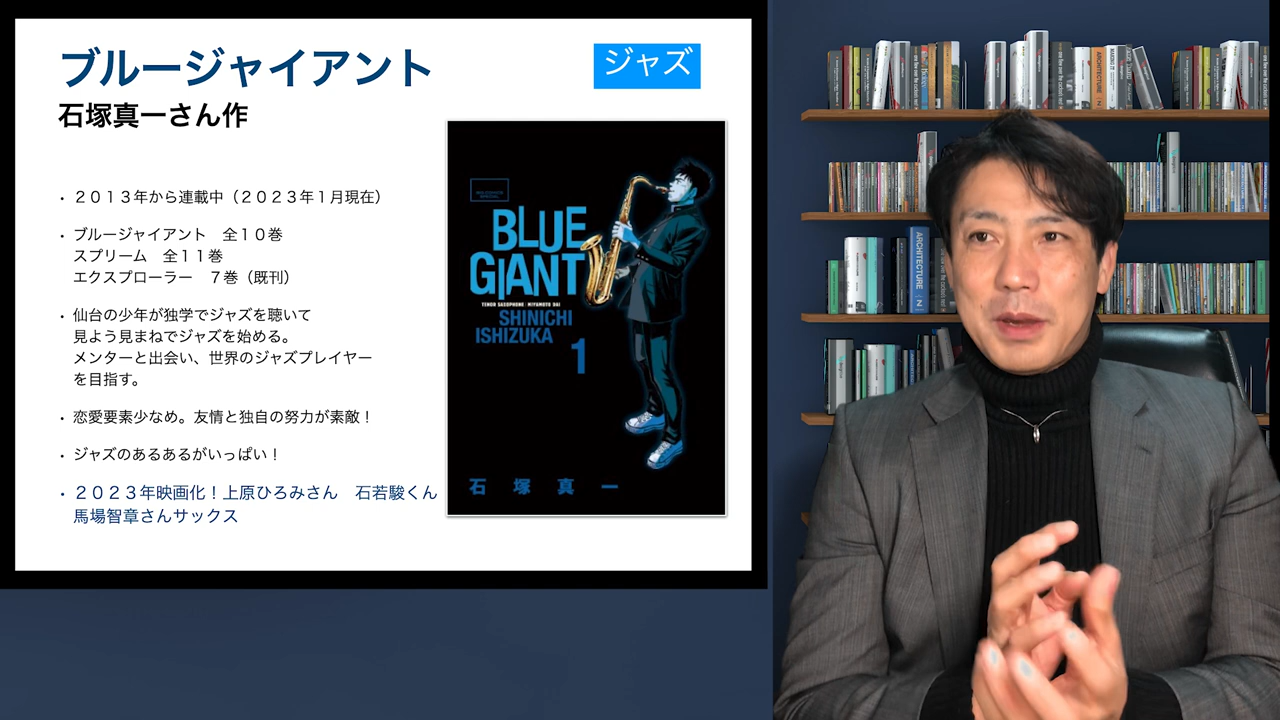 ブルージャイアント
ジャズ
石塚真一さん作
・２０１３年から連載中（２０２３年１月現在）
・ブルージャイアント　全１０巻
スプリーム　全１１巻
エクスプローラー　７巻（既刊）
・仙台の少年が独学でジャズを聴いて
見よう見まねでジャズを始める。
メンターと出会い、世界のジャズプレイヤー
を目指す。
・恋愛要素少なめ。友情と独自の努力が素敵！
・ジャズのあるあるがいっぱい！
・２０２３年映画化！上原ひろみさん　石若駿くん
馬場智章さんサックス
BLUE
GIANT
TENOR SAXOPHONE : MIYAMOTO DAI
SHINICHI
ISHIZUKA
1
石塚真一
ARCHITECTURE
ARCHITECTURE